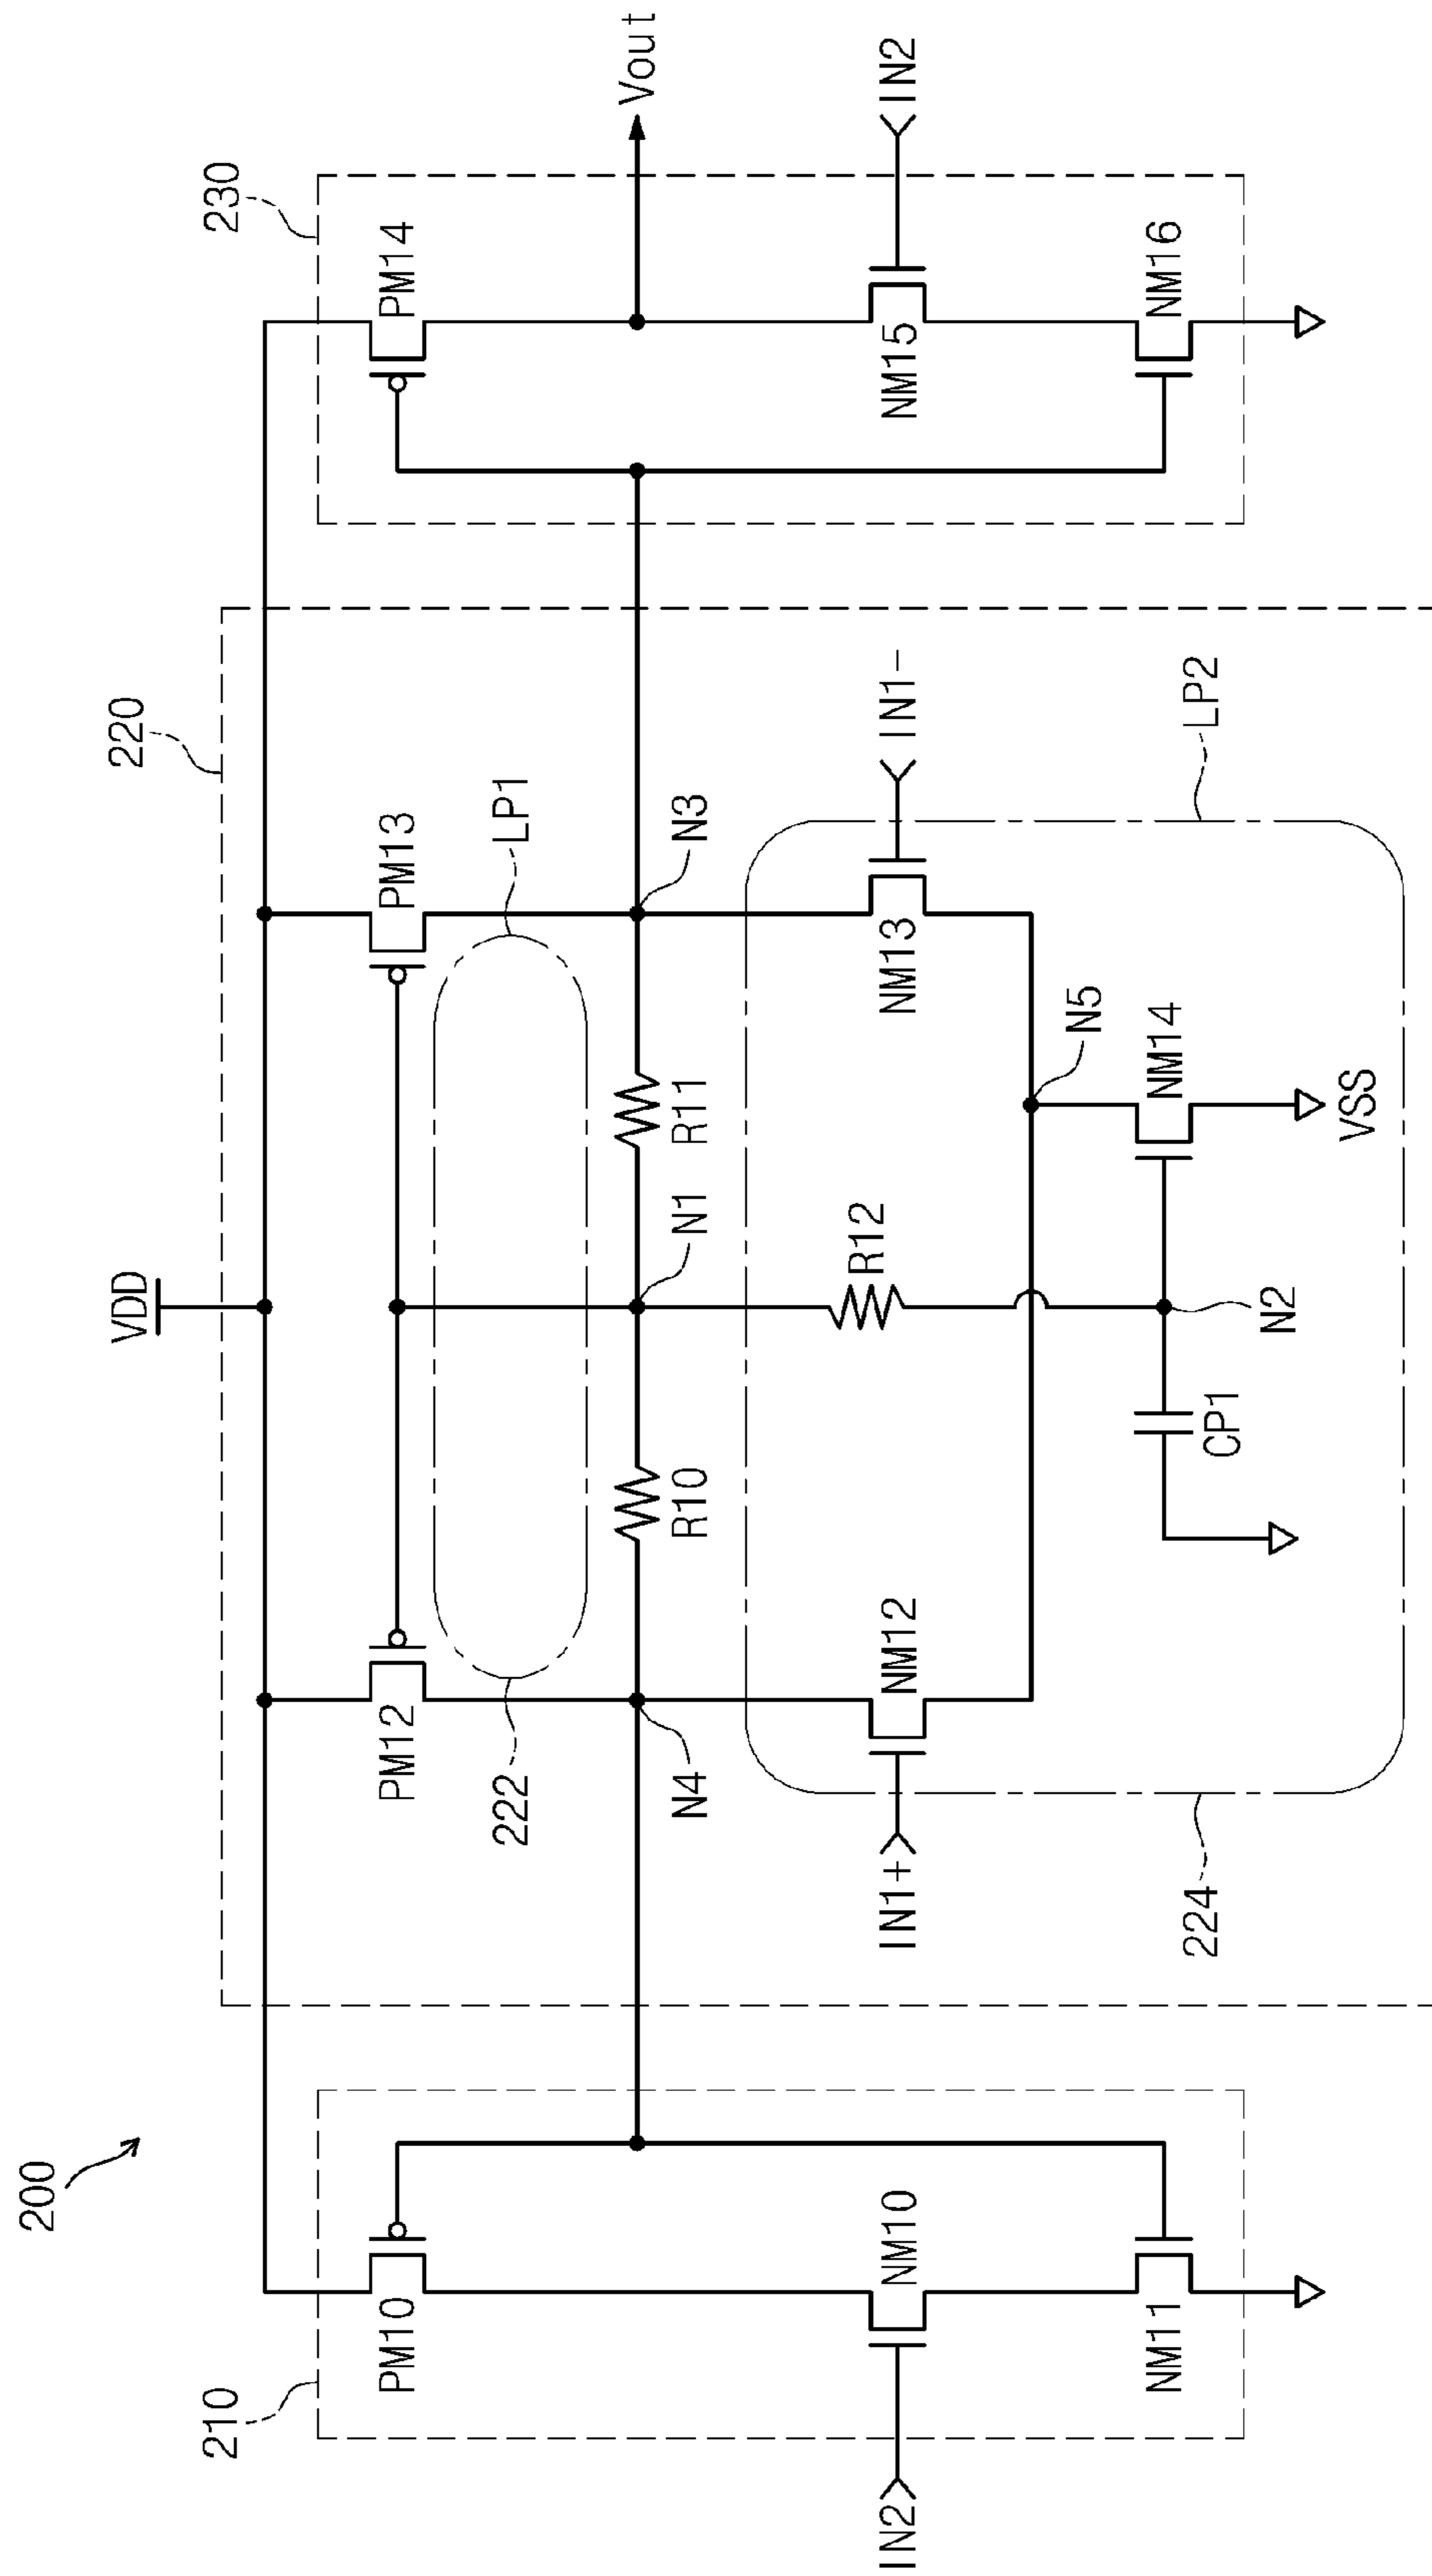 200
VDD
220
210
230
PM10
PM12
PM13
PM14
222
LP1
Vout
N4
R10
N1
R11
N3
IN2
NM10
IN1+
NM12
R12
NM13
IN1-
NM15
IN2
N5
NM11
224
CP1
N2
NM14
VSS
LP2
NM16